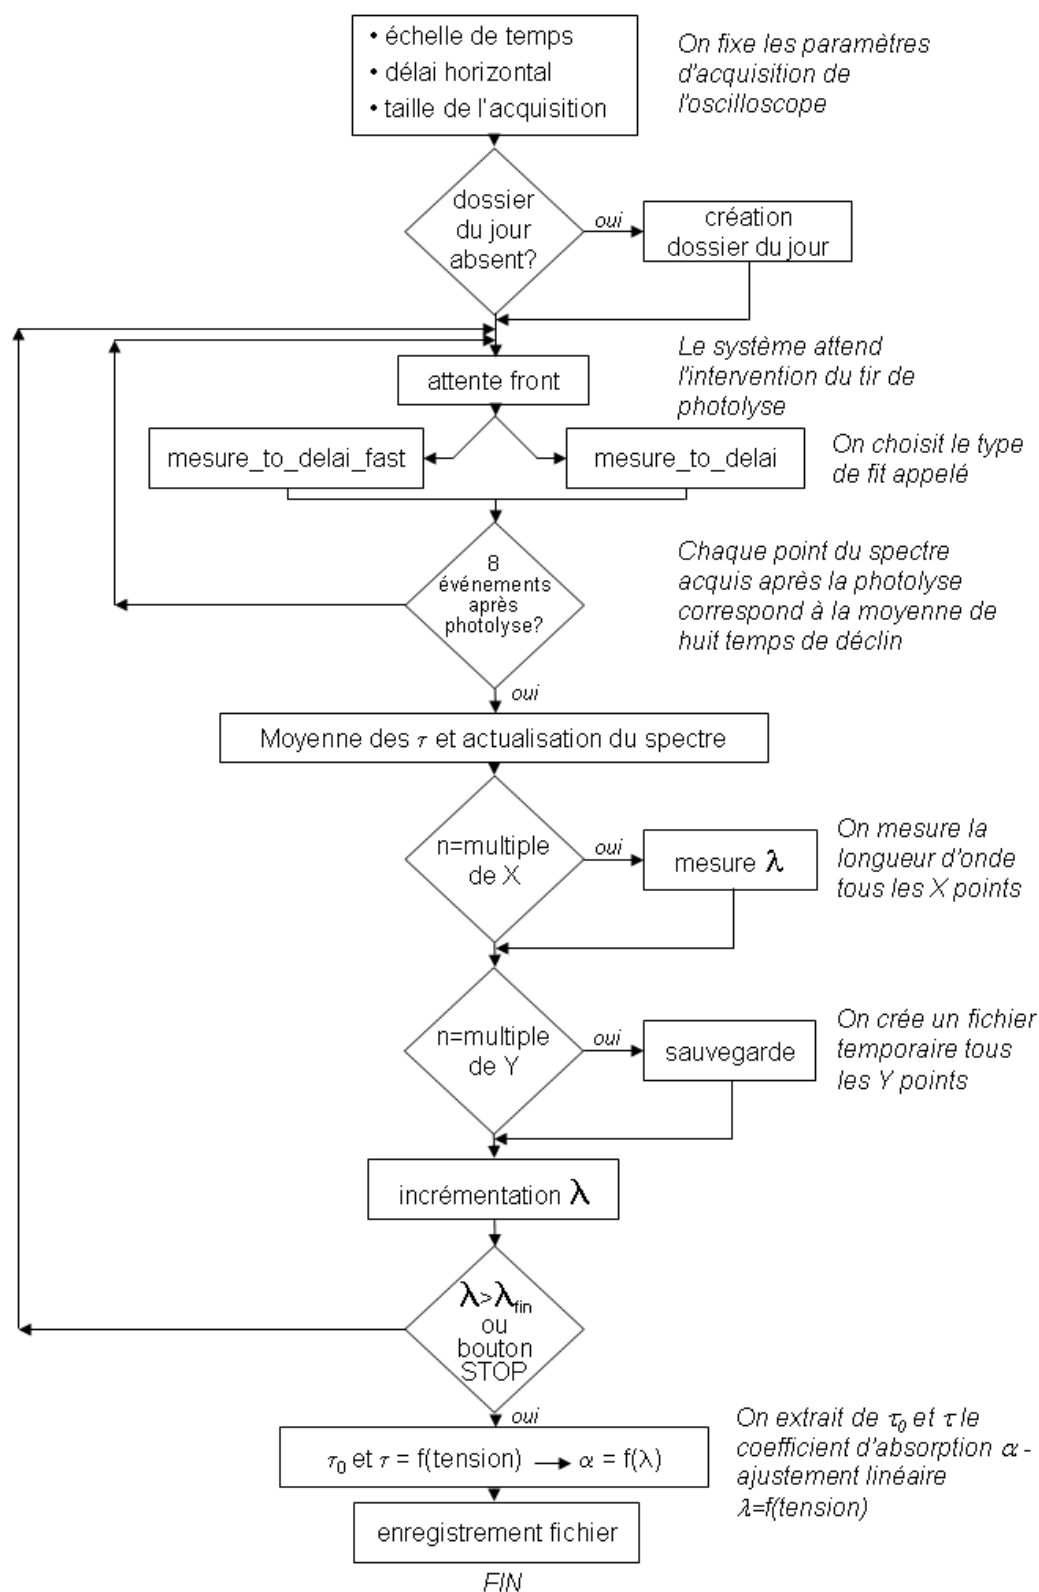 • échelle de temps
• délai horizontal
• taille de l'acquisition
On fixe les paramètres
d'acquisition de
l'oscilloscope
dossier
du jour
absent?
oui
création
dossier du jour
Le système attend
l'intervention du tir de
photolyse
attente front
mesure_to_delai_fast
mesure_to_delai
On choisit le type
de fit appelé
8
événements
après
photolyse?
Chaque point du spectre
acquis après la photolyse
correspond à la moyenne de
huit temps de déclin
oui
Moyenne des τ et actualisation du spectre
n=multiple
de X
oui
mesure λ
On mesure la
longueur d'onde
tous les X points
n=multiple
de Y
oui
sauvegarde
On crée un fichier
temporaire tous
les Y points
incrémentation λ
λ>λfin
ou
bouton
STOP
oui
τ0 et τ = f(tension) → α = f(λ)
On extrait de τ0 et τ le
coefficient d'absorption α -
ajustement linéaire
λ=f(tension)
enregistrement fichier
FIN